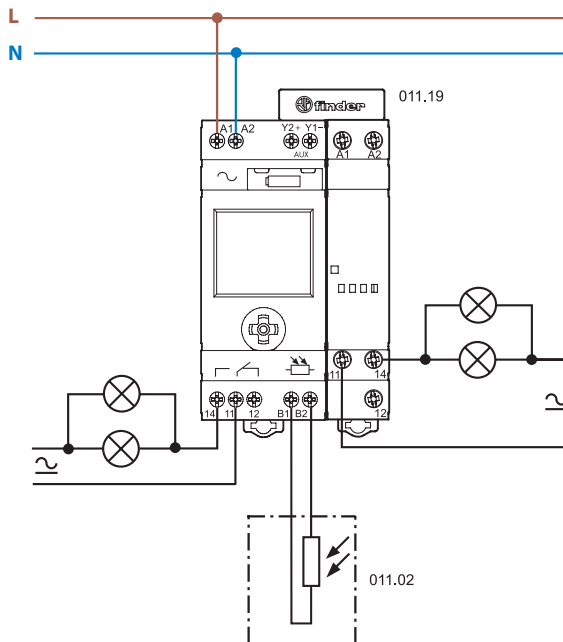 L
N
finder
011.19
A1 A2 Y2+ Y1-
AUX
A1 A2
11 14
12
14 11 12 B1 B2
011.02